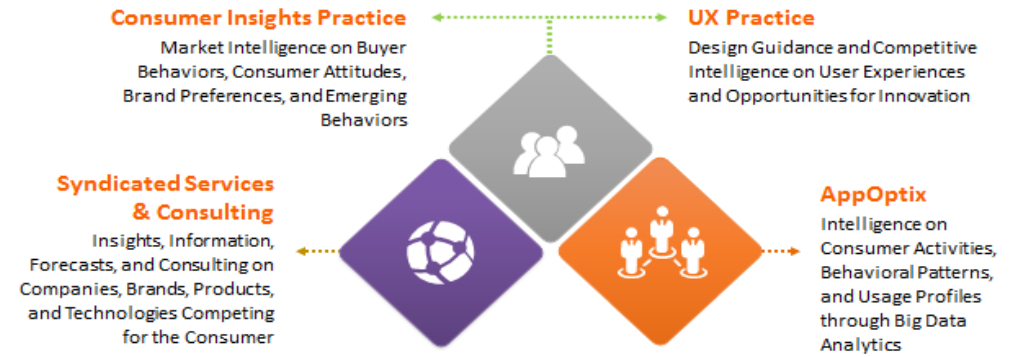 Consumer Insights Practice
Market Intelligence on Buyer
Behaviors, Consumer Attitudes,
Brand Preferences, and Emerging
Behaviors
UX Practice
Design Guidance and Competitive
Intelligence on User Experiences
and Opportunities for Innovation
Syndicated Services
& Consulting
Insights, Information,
Forecasts, and Consulting on
Companies, Brands, Products,
and Technologies Competing
for the Consumer
AppOptix
Intelligence on
Consumer Activities,
Behavioral Patterns,
and Usage Profiles
through Big Data
Analytics